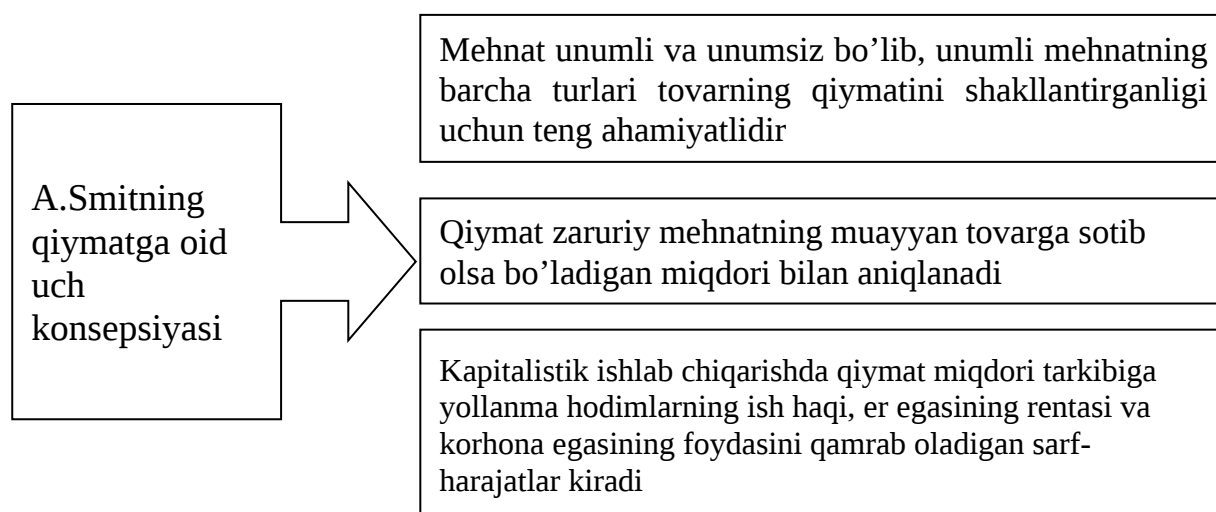 A.Smitning
qiymatga oid
uch
konsepsiyasi
Mehnat unumli va unumsiz bo’lib, unumli mehnatning
barcha turlari tovarning qiymatini shakllantirganligi
uchun teng ahamiyatlidir
Qiymat zaruriy mehnatning muayyan tovarga sotib
olsa bo’ladigan miqdori bilan aniqlanadi
Kapitalistik ishlab chiqarishda qiymat miqdori tarkibiga
yollanma hodimlarning ish haqi, er egasining rentasi va
korhona egasining foydasini qamrab oladigan sarf-
harajatlar kiradi